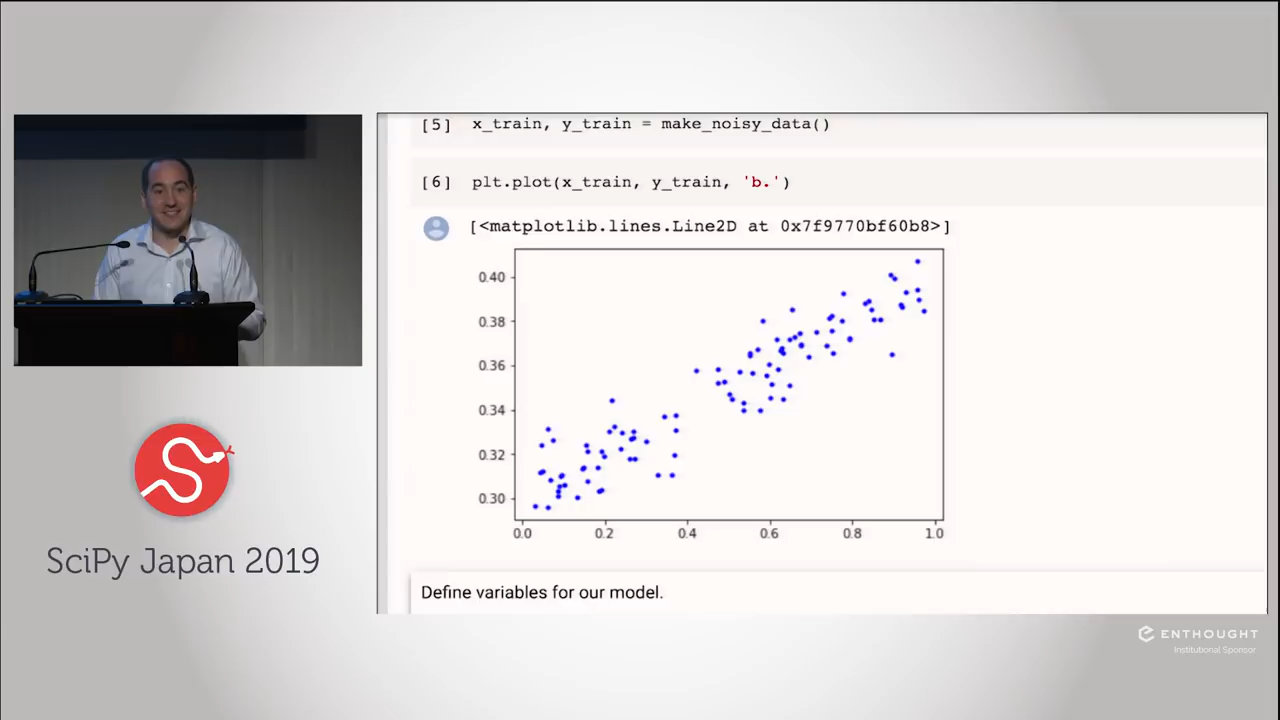 [5] x_train, y_train = make_noisy_data()
[6] plt.plot(x_train, y_train, 'b.')
[<matplotlib.lines.Line2D at 0x7f9770bf60b8>]
0.40
0.38
0.36
0.34
0.32
0.30
0.0 0.2 0.4 0.6 0.8 1.0
Define variables for our model.
SciPy Japan 2019
ENTHOUGHT
Institutional Sponsor